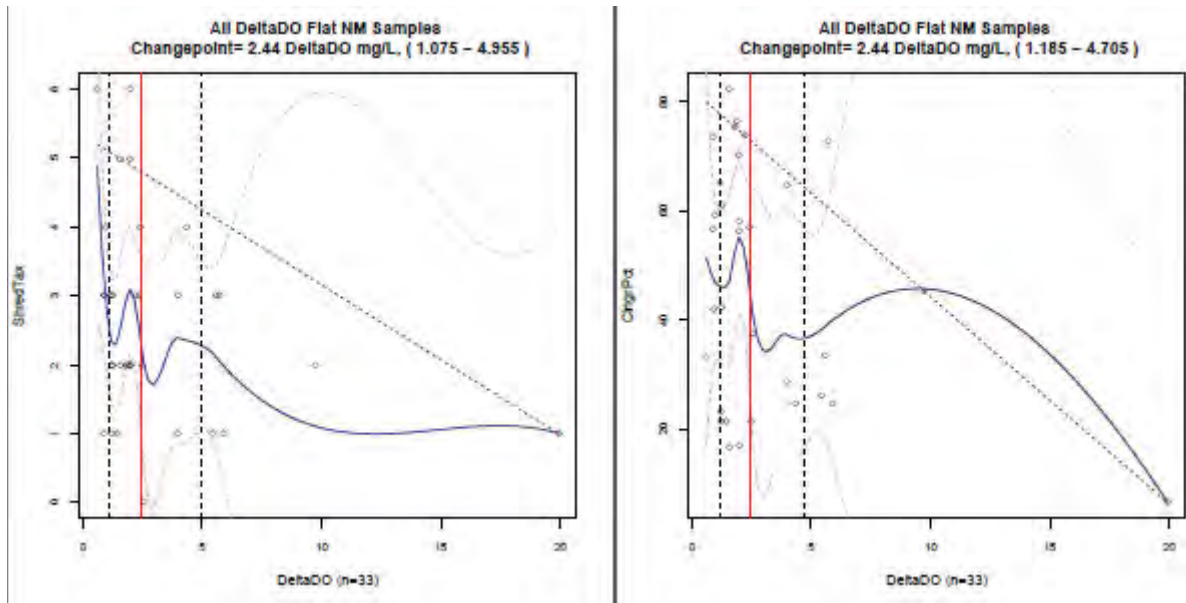 All DeltaDO Flat NM Samples
Changepoint= 2.44 DeltaDO mg/L, ( 1.075 – 4.955 )
6
5
4
3
2
1
0
ShredTax
0 5 10 15 20
DeltaDO (n=33)
All DeltaDO Flat NM Samples
Changepoint= 2.44 DeltaDO mg/L, ( 1.185 – 4.705 )
80
60
40
20
ClngrPct
0 5 10 15 20
DeltaDO (n=33)